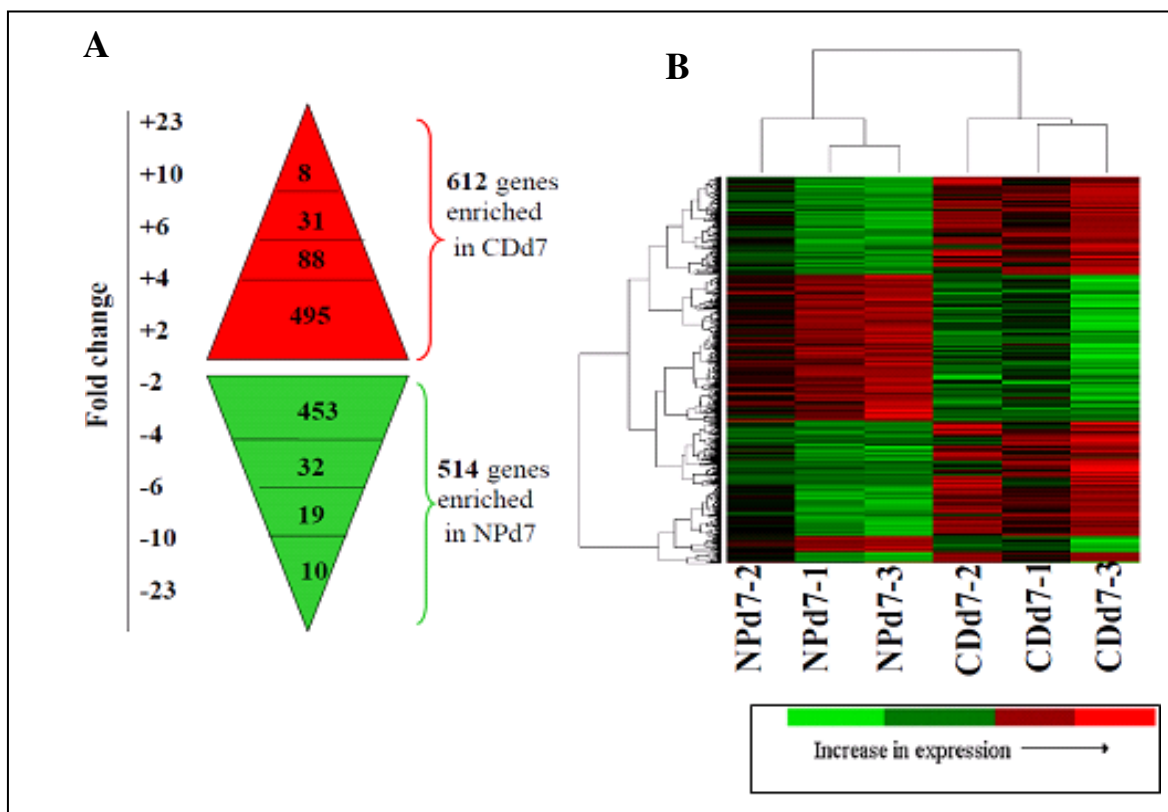 A
B
Fold change
+23
+10
+6
+4
+2
-2
-4
-6
-10
-23
8
31
88
495
453
32
19
10
612 genes
enriched
in CDd7
514 genes
enriched
in NPd7
NPd7-2
NPd7-1
NPd7-3
CDd7-2
CDd7-1
CDd7-3
Increase in expression